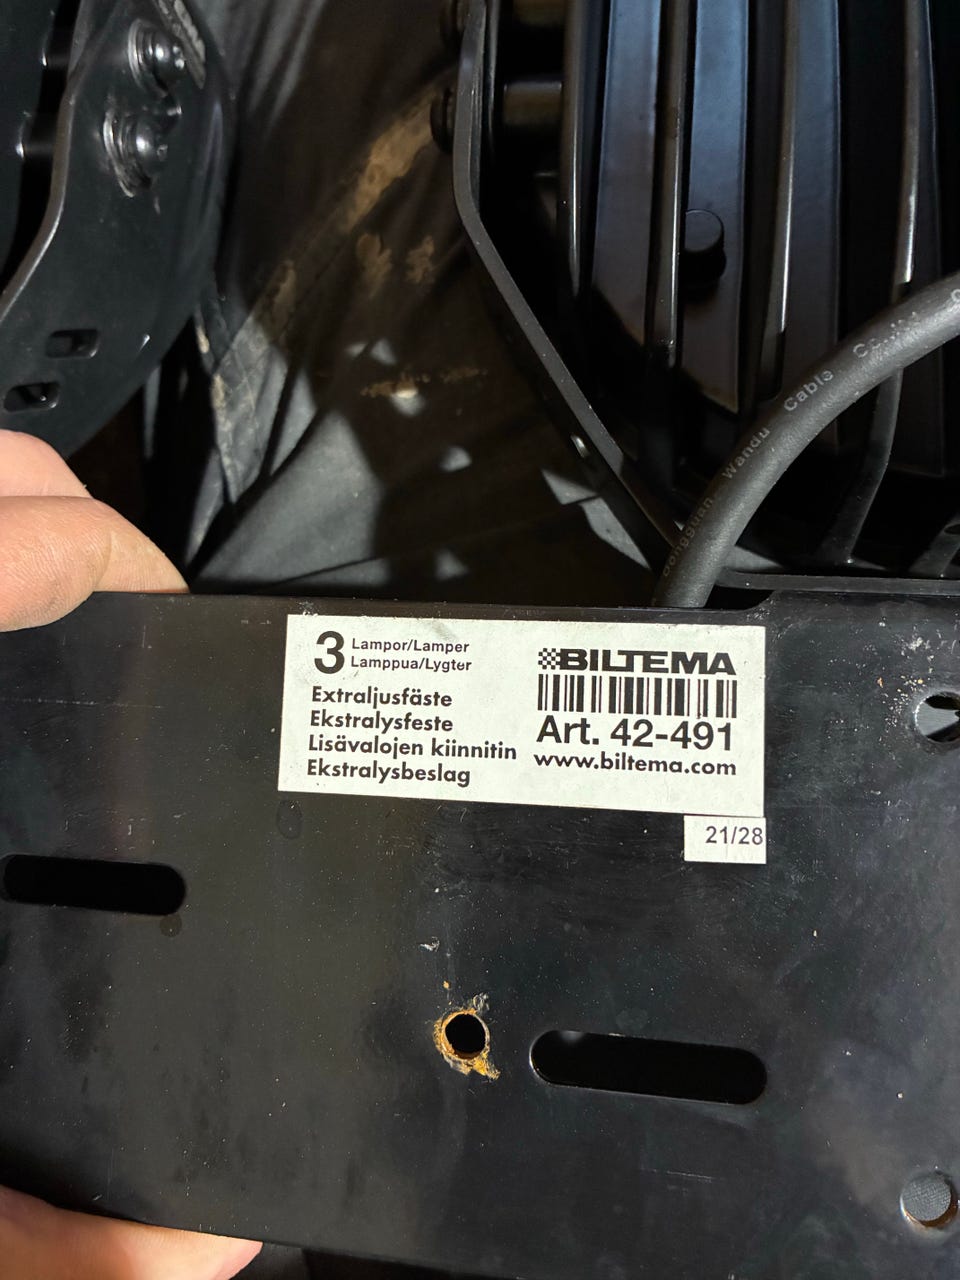 Dongguan Wandu Cable
3 Lampor/Lamper
Lamppua/Lygter
Extraljusfäste
Ekstralysfeste
Lisävalojen kiinnitin
Ekstralysbeslag
BILTEMA
Art. 42-491
www.biltema.com
21/28